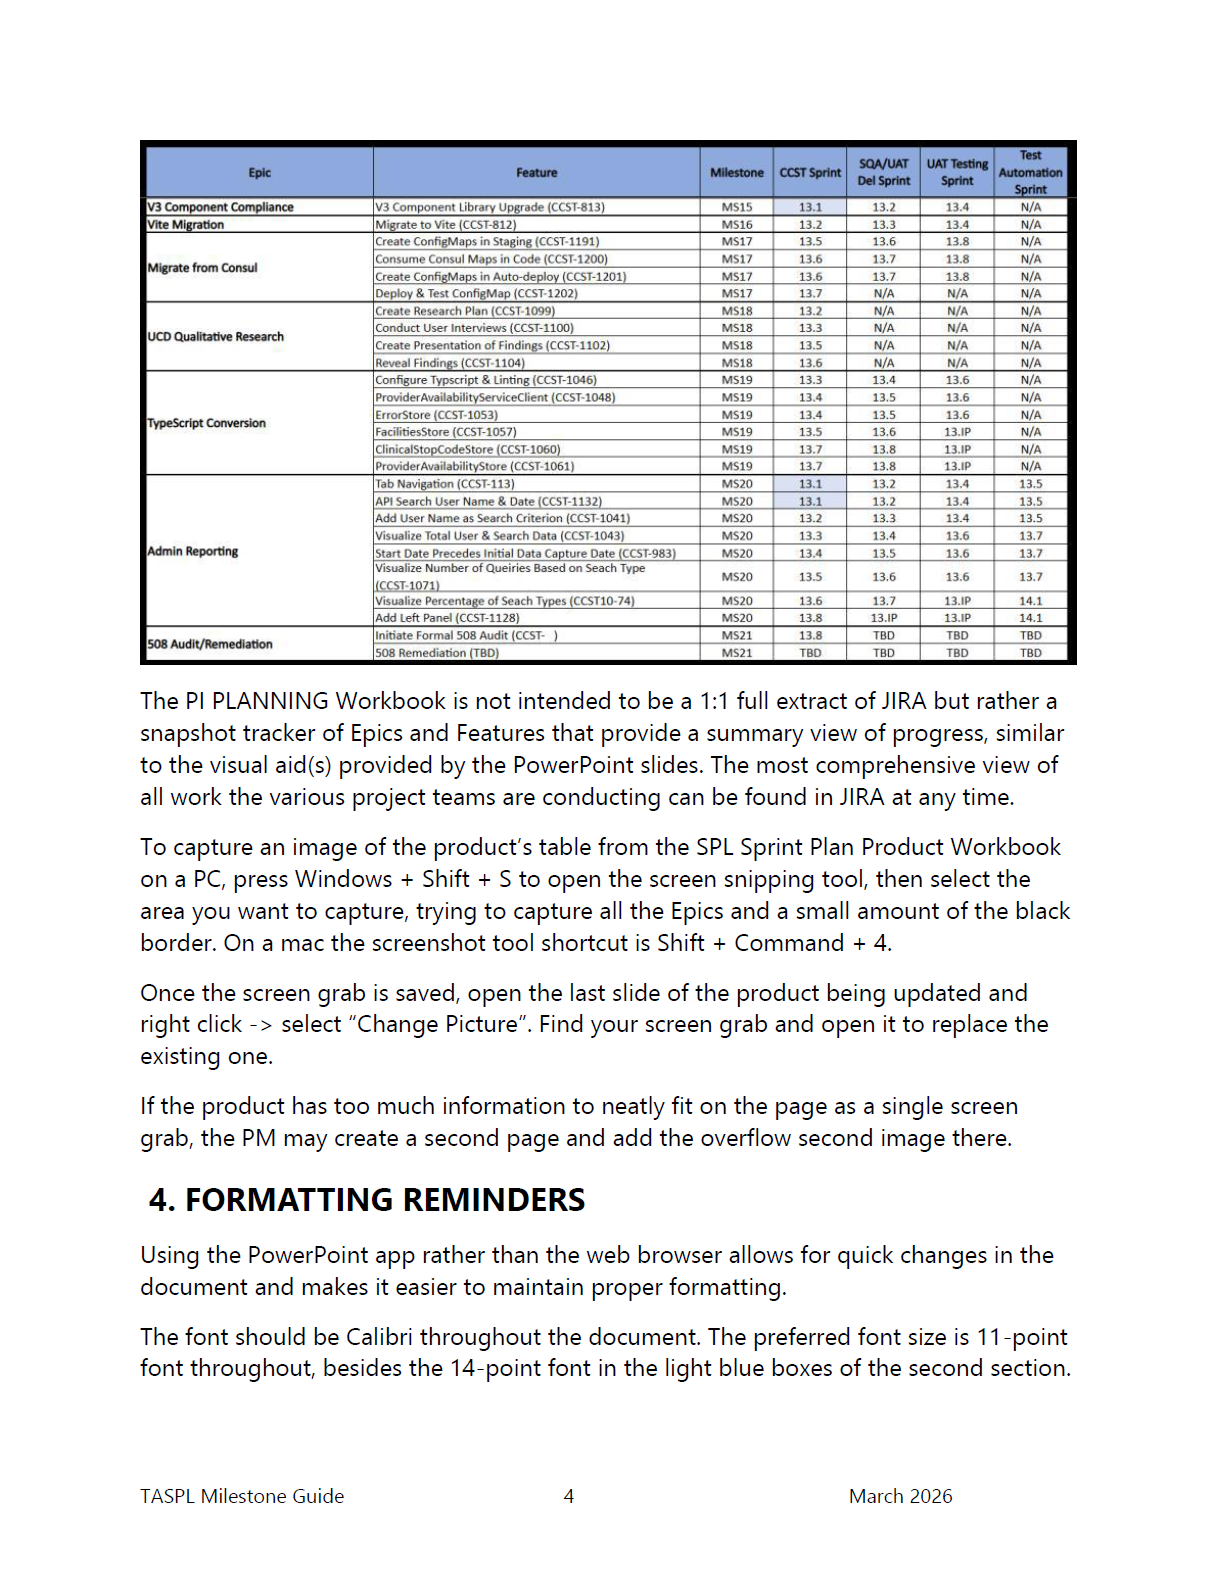 Epic Feature Milestone CCST Sprint SQA/UAT Del Sprint UAT Testing Sprint Test Automation Sprint
V3 Component Compliance V3 Component Library Upgrade (CCST-813) MS15 13.1 13.2 13.4 N/A
Vite Migration Migrate to Vite (CCST-812) MS16 13.2 13.3 13.4 N/A
Migrate from Consul Create ConfigMaps in Staging (CCST-1191) MS17 13.5 13.6 13.8 N/A
Consume Consul Maps in Code (CCST-1200) MS17 13.6 13.7 13.8 N/A
Create ConfigMaps in Auto-deploy (CCST-1201) MS17 13.6 13.7 13.8 N/A
Deploy & Test ConfigMap (CCST-1202) MS17 13.7 N/A N/A N/A
UCD Qualitative Research Create Research Plan (CCST-1099) MS18 13.2 N/A N/A N/A
Conduct User Interviews (CCST-1100) MS18 13.3 N/A N/A N/A
Create Presentation of Findings (CCST-1102) MS18 13.5 N/A N/A N/A
Reveal Findings (CCST-1104) MS18 13.6 N/A N/A N/A
TypeScript Conversion Configure Typscript & Linting (CCST-1046) MS19 13.3 13.4 13.6 N/A
ProviderAvailabilityServiceClient (CCST-1048) MS19 13.4 13.5 13.6 N/A
ErrorStore (CCST-1053) MS19 13.4 13.5 13.6 N/A
FacilitiesStore (CCST-1057) MS19 13.5 13.6 13.IP N/A
ClinicalStopCodeStore (CCST-1060) MS19 13.7 13.8 13.IP N/A
ProviderAvailabilityStore (CCST-1061) MS19 13.7 13.8 13.IP N/A
Admin Reporting Tab Navigation (CCST-113) MS20 13.1 13.2 13.4 13.5
API Search User Name & Date (CCST-1132) MS20 13.1 13.2 13.4 13.5
Add User Name as Search Criterion (CCST-1041) MS20 13.2 13.3 13.4 13.5
Visualize Total User & Search Data (CCST-1043) MS20 13.3 13.4 13.6 13.7
Start Date Precedes Initial Data Capture Date (CCST-983) MS20 13.4 13.5 13.6 13.7
Visualize Number of Queiries Based on Seach Type
(CCST-1071) MS20 13.5 13.6 13.6 13.7
Visualize Percentage of Seach Types (CCST10-74) MS20 13.6 13.7 13.IP 14.1
Add Left Panel (CCST-1128) MS20 13.8 13.IP 13.IP 14.1
508 Audit/Remediation Initiate Formal 508 Audit (CCST- ) MS21 13.8 TBD TBD TBD
508 Remediation (TBD) MS21 TBD TBD TBD TBD
The PI PLANNING Workbook is not intended to be a 1:1 full extract of JIRA but rather a
snapshot tracker of Epics and Features that provide a summary view of progress, similar
to the visual aid(s) provided by the PowerPoint slides. The most comprehensive view of
all work the various project teams are conducting can be found in JIRA at any time.
To capture an image of the product’s table from the SPL Sprint Plan Product Workbook
on a PC, press Windows + Shift + S to open the screen snipping tool, then select the
area you want to capture, trying to capture all the Epics and a small amount of the black
border. On a mac the screenshot tool shortcut is Shift + Command + 4.
Once the screen grab is saved, open the last slide of the product being updated and
right click -> select “Change Picture”. Find your screen grab and open it to replace the
existing one.
If the product has too much information to neatly fit on the page as a single screen
grab, the PM may create a second page and add the overflow second image there.
4. FORMATTING REMINDERS
Using the PowerPoint app rather than the web browser allows for quick changes in the
document and makes it easier to maintain proper formatting.
The font should be Calibri throughout the document. The preferred font size is 11-point
font throughout, besides the 14-point font in the light blue boxes of the second section.
TASPL Milestone Guide 4 March 2026